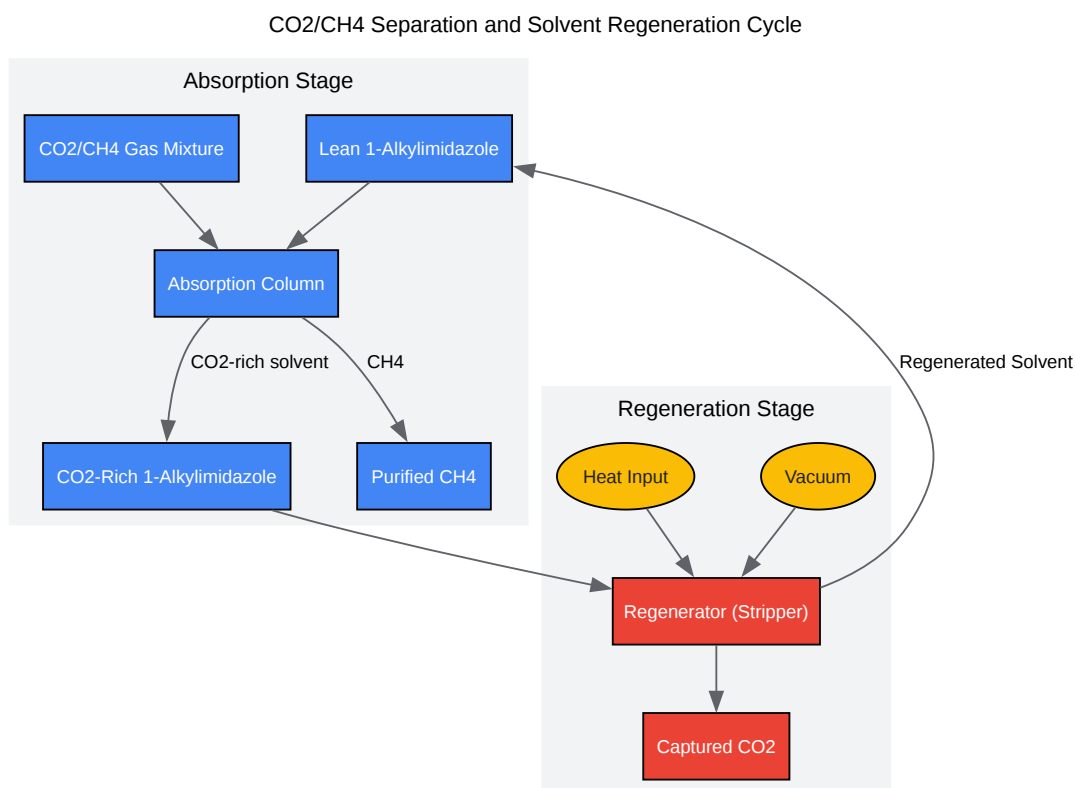 CO2/CH4 Separation and Solvent Regeneration Cycle
Absorption Stage
CO2/CH4 Gas Mixture
Lean 1-Alkylimidazole
Absorption Column
CO2-rich solvent
CH4
Regenerated Solvent
CO2-Rich 1-Alkylimidazole
Purified CH4
Regeneration Stage
Heat Input
Vacuum
Regenerator (Stripper)
Captured CO2